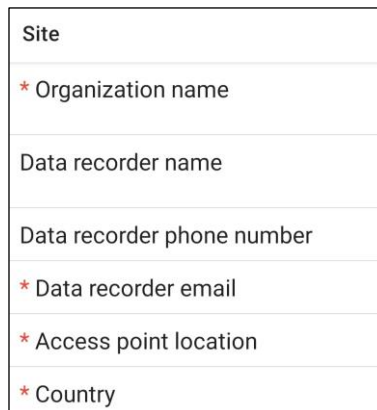 Site
* Organization name
Data recorder name
Data recorder phone number
* Data recorder email
* Access point location
* Country